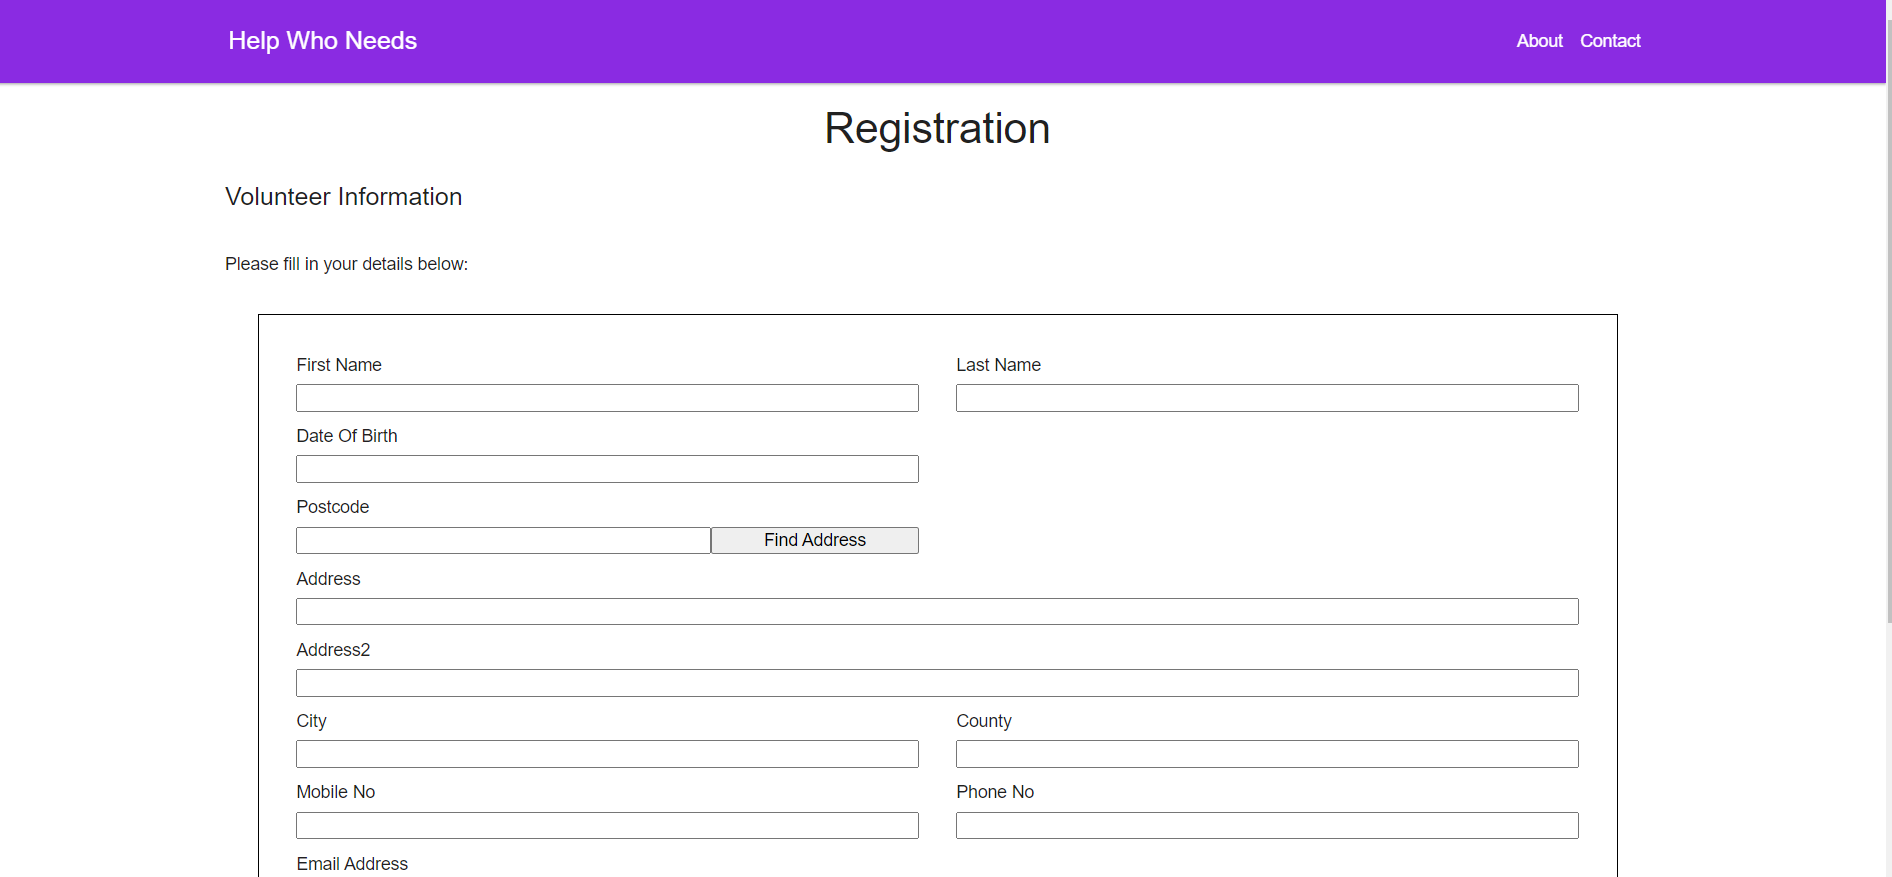 Help Who Needs
About Contact
Registration
Volunteer Information
Please fill in your details below:
First Name
Last Name
Date Of Birth
Postcode
Find Address
Address
Address2
City
County
Mobile No
Phone No
Email Address